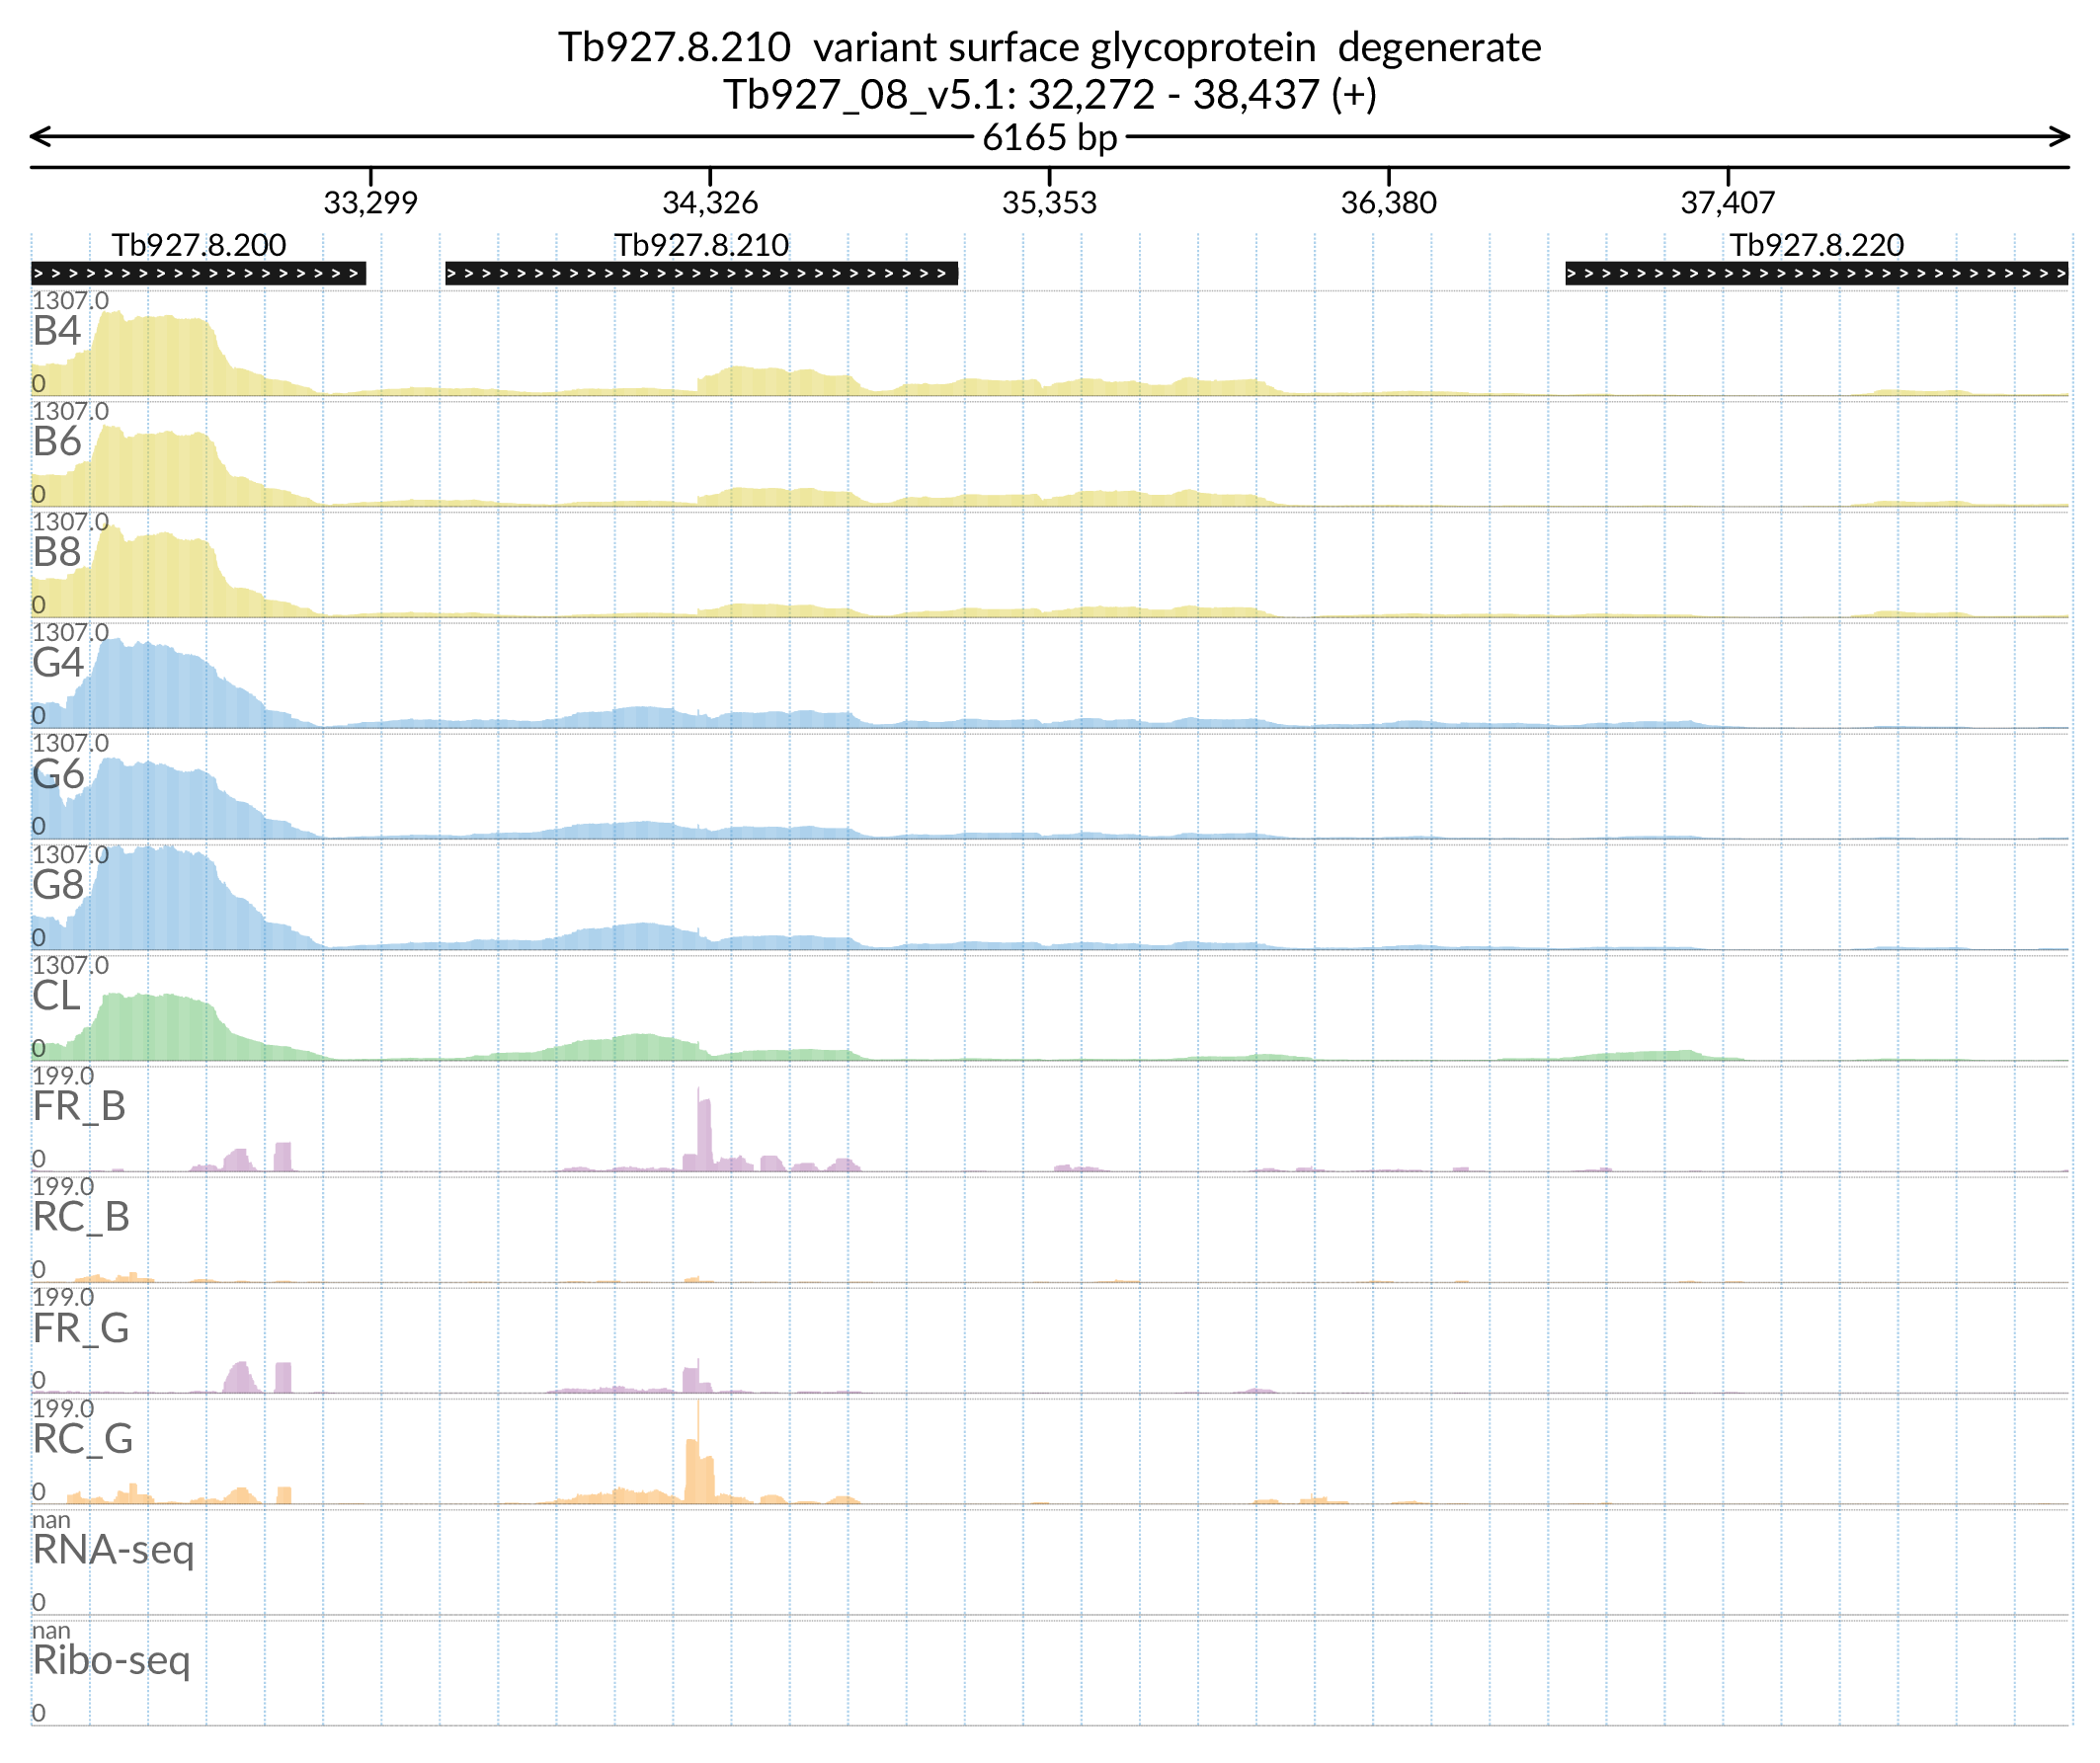 Tb927.8.210 variant surface glycoprotein degenerate
Tb927_08_v5.1: 32,272 - 38,437 (+)
6165 bp
33,299 34,326 35,353 36,380 37,407
Tb927.8.200 Tb927.8.210 Tb927.8.220
1307.0
B4
0
1307.0
B6
0
1307.0
B8
0
1307.0
G4
0
1307.0
G6
0
1307.0
G8
0
1307.0
CL
0
199.0
FR_B
0
199.0
RC_B
0
199.0
FR_G
0
199.0
RC_G
0
nan
RNA-seq
0
nan
Ribo-seq
0